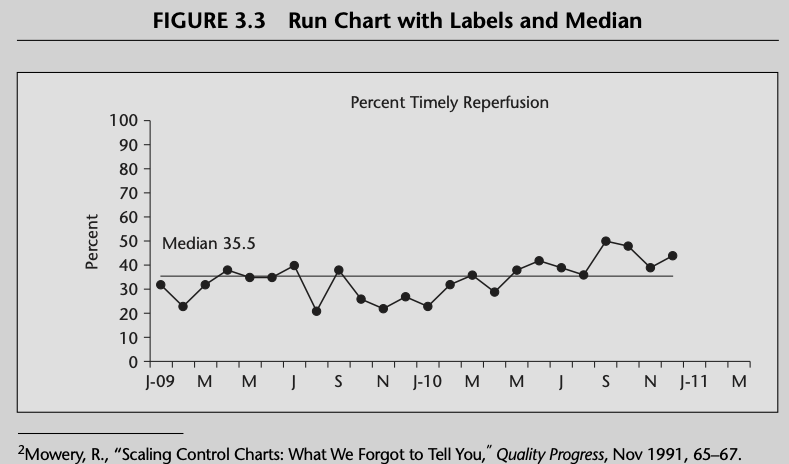 FIGURE 3.3 Run Chart with Labels and Median
Percent Timely Reperfusion
100
90
80
70
60
50
40
30
20
10
0
Percent
Median 35.5
J-09 M M J S N J-10 M M J S N J-11 M
²Mowery, R., “Scaling Control Charts: What We Forgot to Tell You,” Quality Progress, Nov 1991, 65–67.